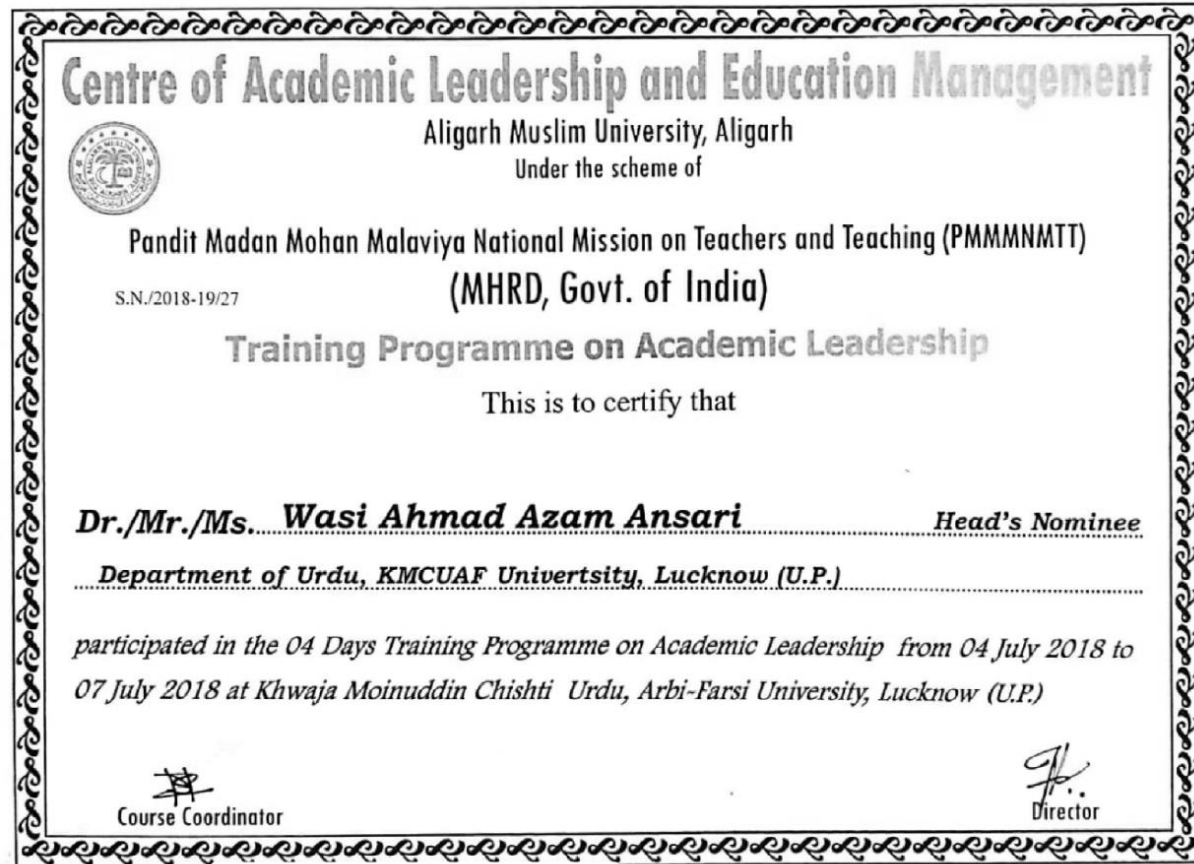 Centre of Academic Leadership and Education Management
Aligarh Muslim University, Aligarh
Under the scheme of
Pandit Madan Mohan Malaviya National Mission on Teachers and Teaching (PMMMNMTT)
S.N./2018-19/27
(MHRD, Govt. of India)
Training Programme on Academic Leadership
This is to certify that
Dr./Mr./Ms. Wasi Ahmad Azam Ansari Head's Nominee
Department of Urdu, KMCUAF Univertsity, Lucknow (U.P.)
participated in the 04 Days Training Programme on Academic Leadership from 04 July 2018 to
07 July 2018 at Khwaja Moinuddin Chishti Urdu, Arbi-Farsi University, Lucknow (U.P.)
Course Coordinator
Director